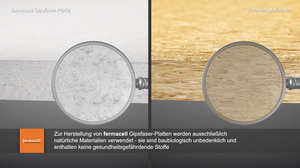 fermacell Gipsfaser-Platte
Zur Herstellung von fermacell Gipsfaser-Platten werden ausschließlich
natürliche Materialien verwendet - sie sind baubiologisch unbedenklich und
enthalten keine gesundheitsgefährdende Stoffe
fermacell